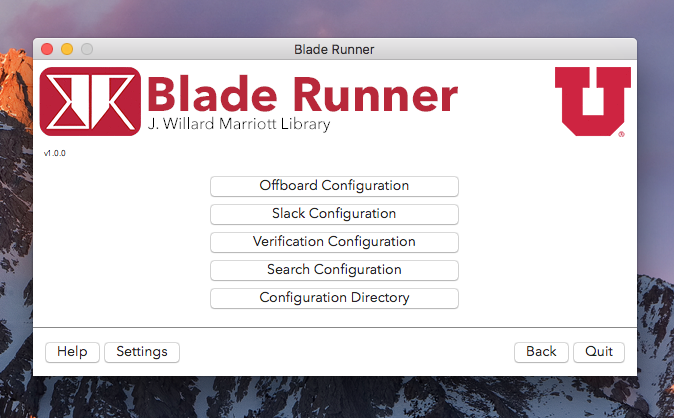 Blade Runner
Blade Runner
J. Willard Marriott Library
U
®
v1.0.0
Offboard Configuration
Slack Configuration
Verification Configuration
Search Configuration
Configuration Directory
Help
Settings
Back
Quit